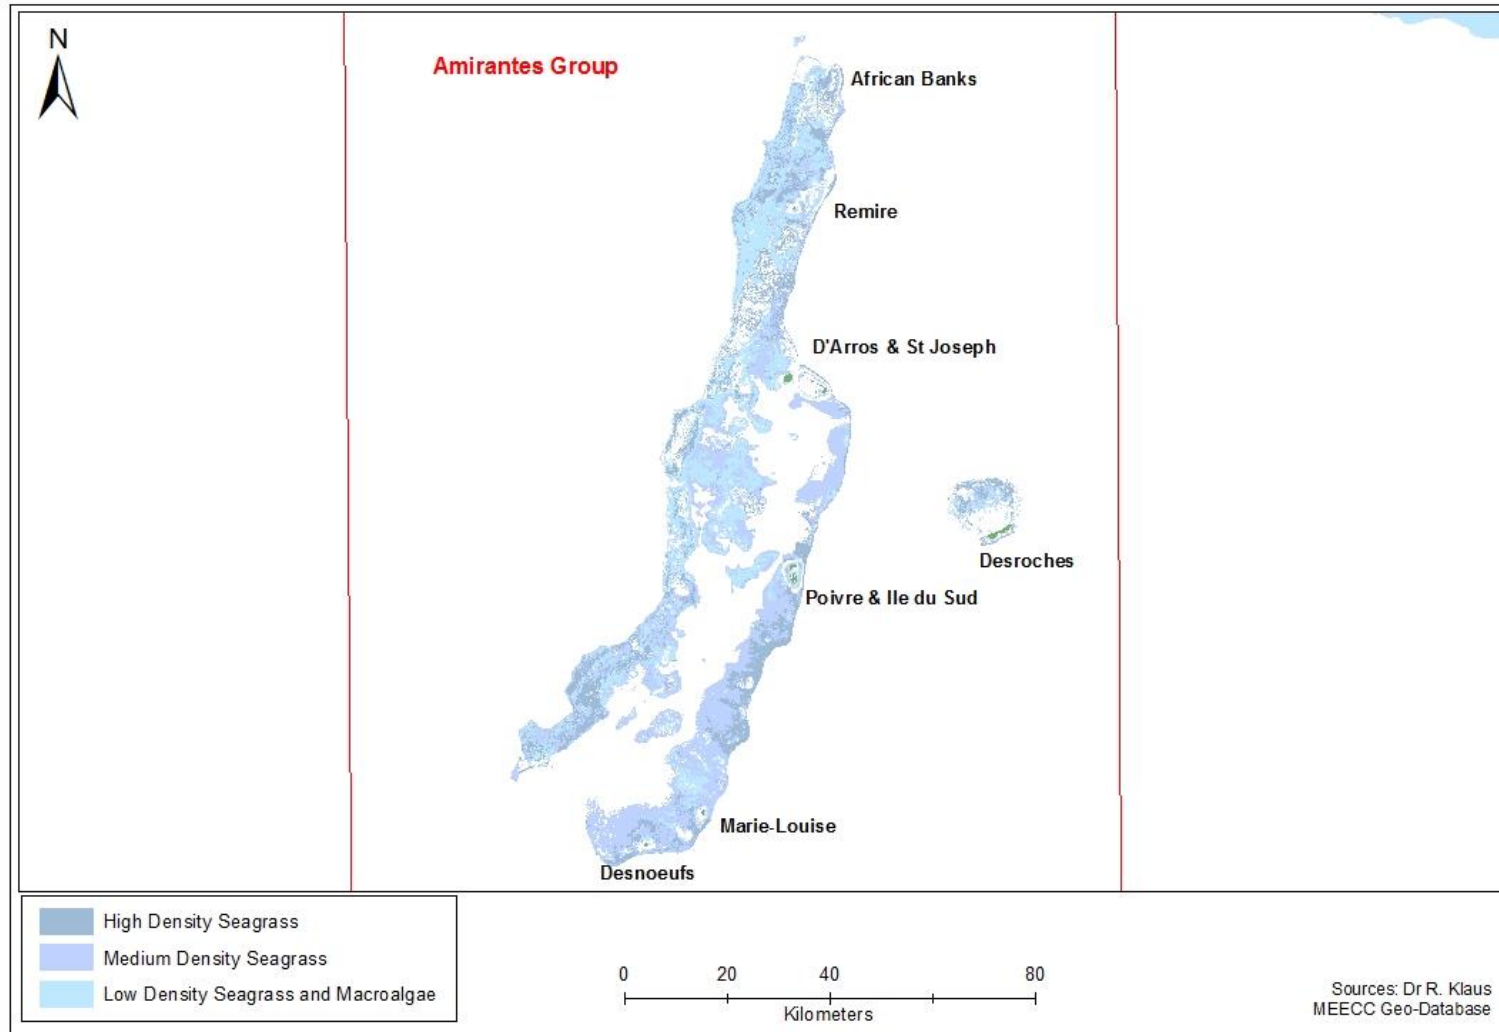 N
Amirantes Group
African Banks
Remire
D'Arros & St Joseph
Desroches
Poivre & Ile du Sud
Marie-Louise
Desnoeufs
High Density Seagrass
Medium Density Seagrass
Low Density Seagrass and Macroalgae
0 20 40 80
Kilometers
Sources: Dr R. Klaus
MEECC Geo-Database